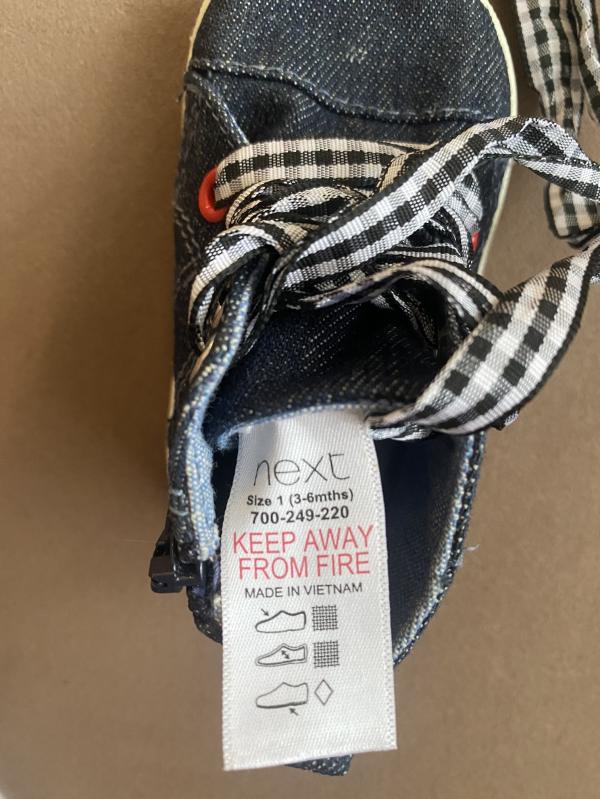 next
Size 1 (3-6mths)
700-249-220
KEEP AWAY
FROM FIRE
MADE IN VIETNAM